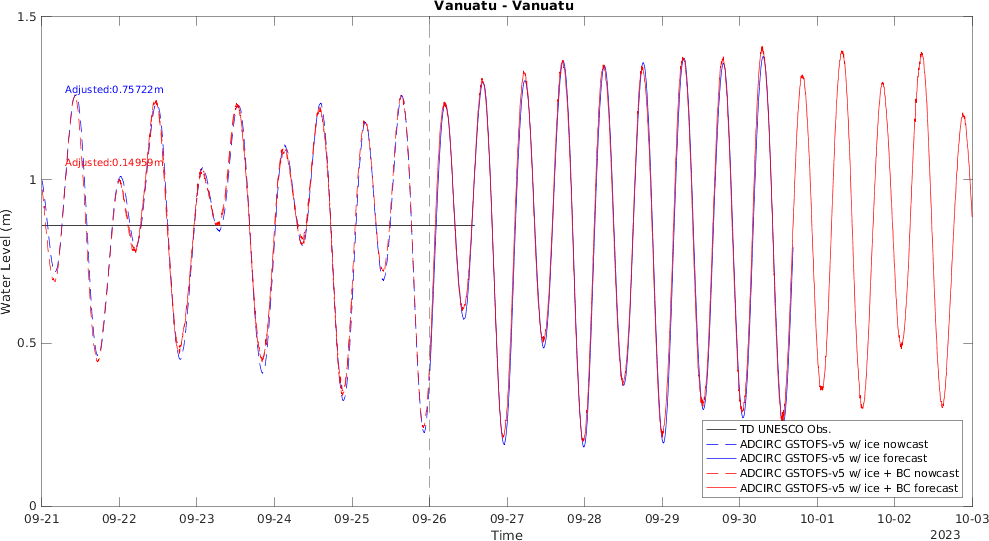 Vanuatu - Vanuatu
1.5
Adjusted:0.75722m
Adjusted:0.14959m
1
Water Level (m)
0.5
TD UNESCO Obs.
ADCIRC GSTOFS-v5 w/ ice nowcast
ADCIRC GSTOFS-v5 w/ ice forecast
ADCIRC GSTOFS-v5 w/ ice + BC nowcast
ADCIRC GSTOFS-v5 w/ ice + BC forecast
0
09-21 09-22 09-23 09-24 09-25 09-26 09-27 09-28 09-29 09-30 10-01 10-02 10-03
Time 2023